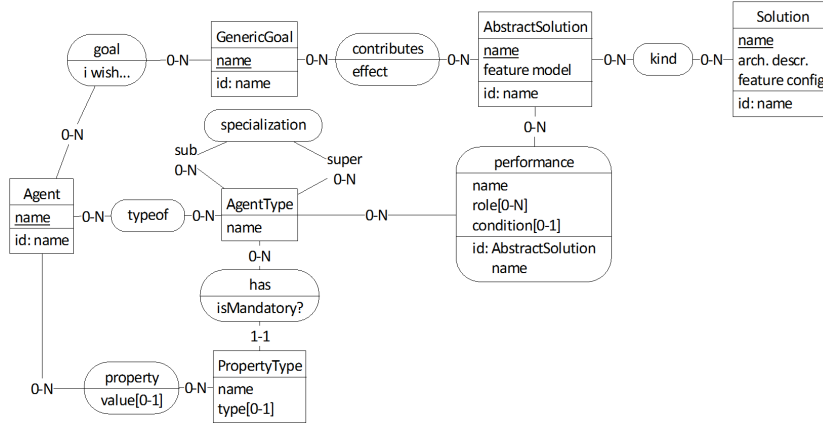 goal
i wish...
0-N
GenericGoal
name
id: name
0-N
contributes
effect
0-N
AbstractSolution
name
feature model
id: name
0-N
kind
0-N
Solution
name
arch. descr.
feature config
id: name
0-N
specialization
sub
0-N
super
0-N
0-N
performance
name
role[0-N]
condition[0-1]
id: AbstractSolution
name
Agent
name
id: name
0-N
typeof
0-N
AgentType
name
0-N
0-N
has
isMandatory?
1-1
0-N
property
value[0-1]
0-N
PropertyType
name
type[0-1]